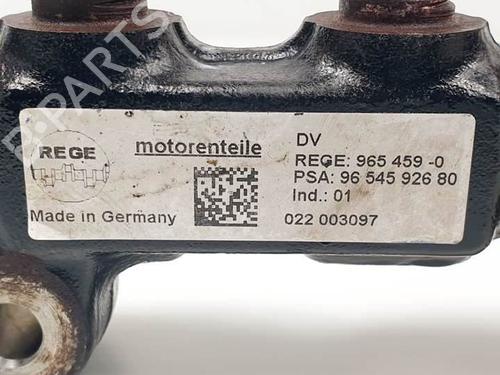 B-PARTS
REGE
motorenteile
Made in Germany
DV
REGE: 965 459 -0
PSA: 96 545 926 80
Ind.: 01
022 003097